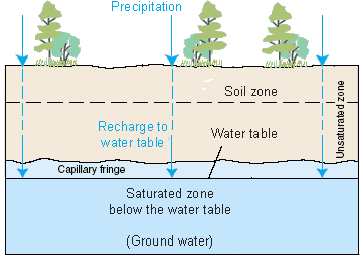 Precipitation
Soil zone
Unsaturated zone
Recharge to
water table
Water table
Capillary fringe
Saturated zone
below the water table
(Ground water)